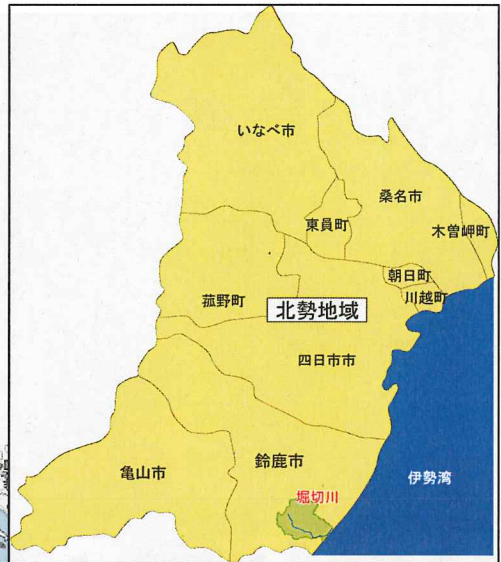 いなべ市
桑名市
東員町
木曽岬町
朝日町
川越町
菰野町
北勢地域
四日市市
亀山市
鈴鹿市
伊勢湾
堀切川